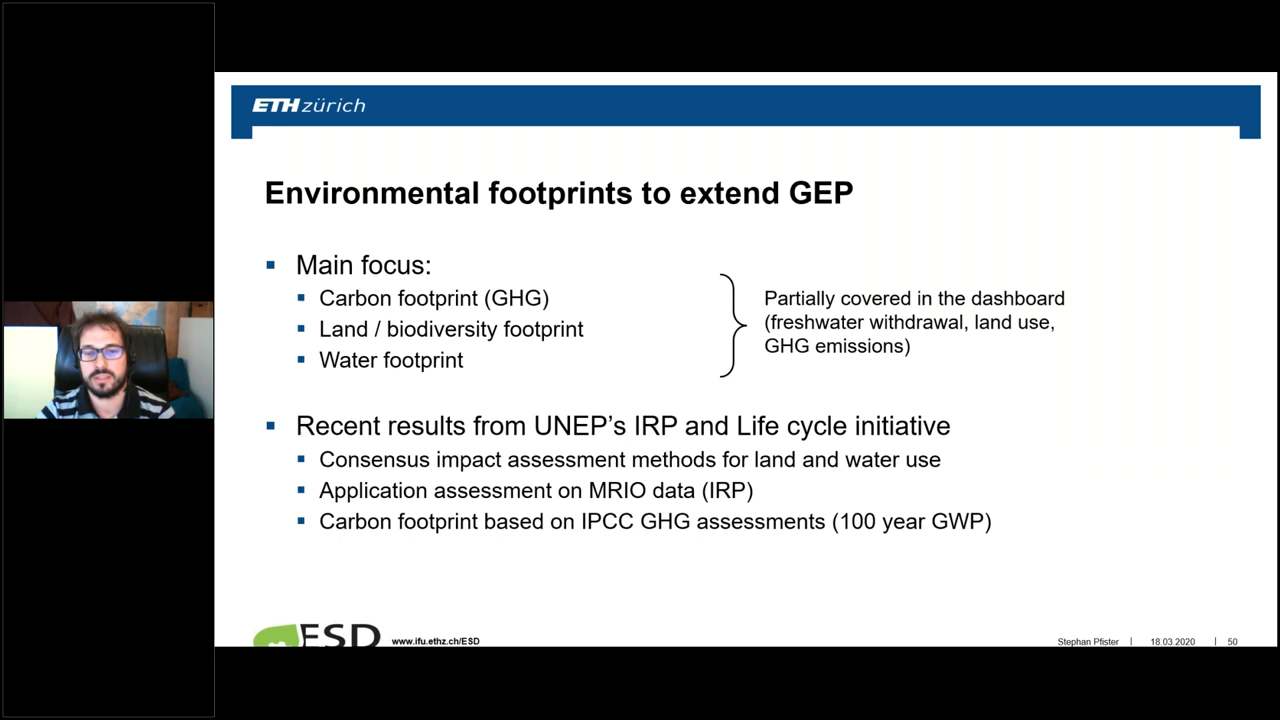 ETH zürich
Environmental footprints to extend GEP
Main focus:
Carbon footprint (GHG)
Land / biodiversity footprint
Water footprint
Partially covered in the dashboard
(freshwater withdrawal, land use,
GHG emissions)
Recent results from UNEP's IRP and Life cycle initiative
Consensus impact assessment methods for land and water use
Application assessment on MRIO data (IRP)
Carbon footprint based on IPCC GHG assessments (100 year GWP)
ESD www.ifu.ethz.ch/ESD
Stephan Pfister | 18.03.2020 | 50